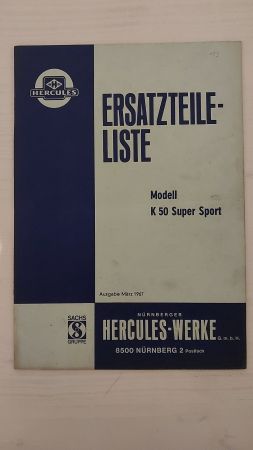 HERCULES
ERSATZTEILE-
LISTE
Modell
K 50 Super Sport
Ausgabe März 1967
SACHS
S
GRUPPE
NÜRNBERGER
HERCULES-WERKE G.m.b.H.
8500 NÜRNBERG 2 Postfach